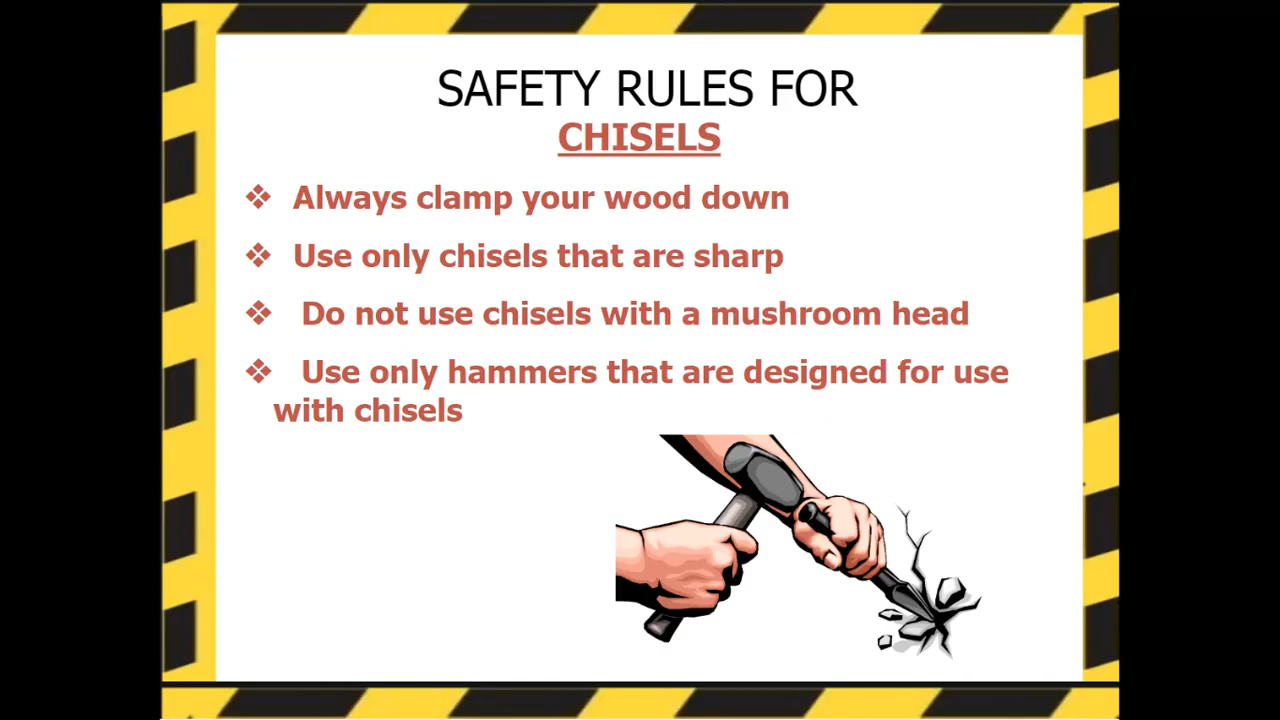 SAFETY RULES FOR
CHISELS
❖ Always clamp your wood down
❖ Use only chisels that are sharp
❖ Do not use chisels with a mushroom head
❖ Use only hammers that are designed for use
with chisels